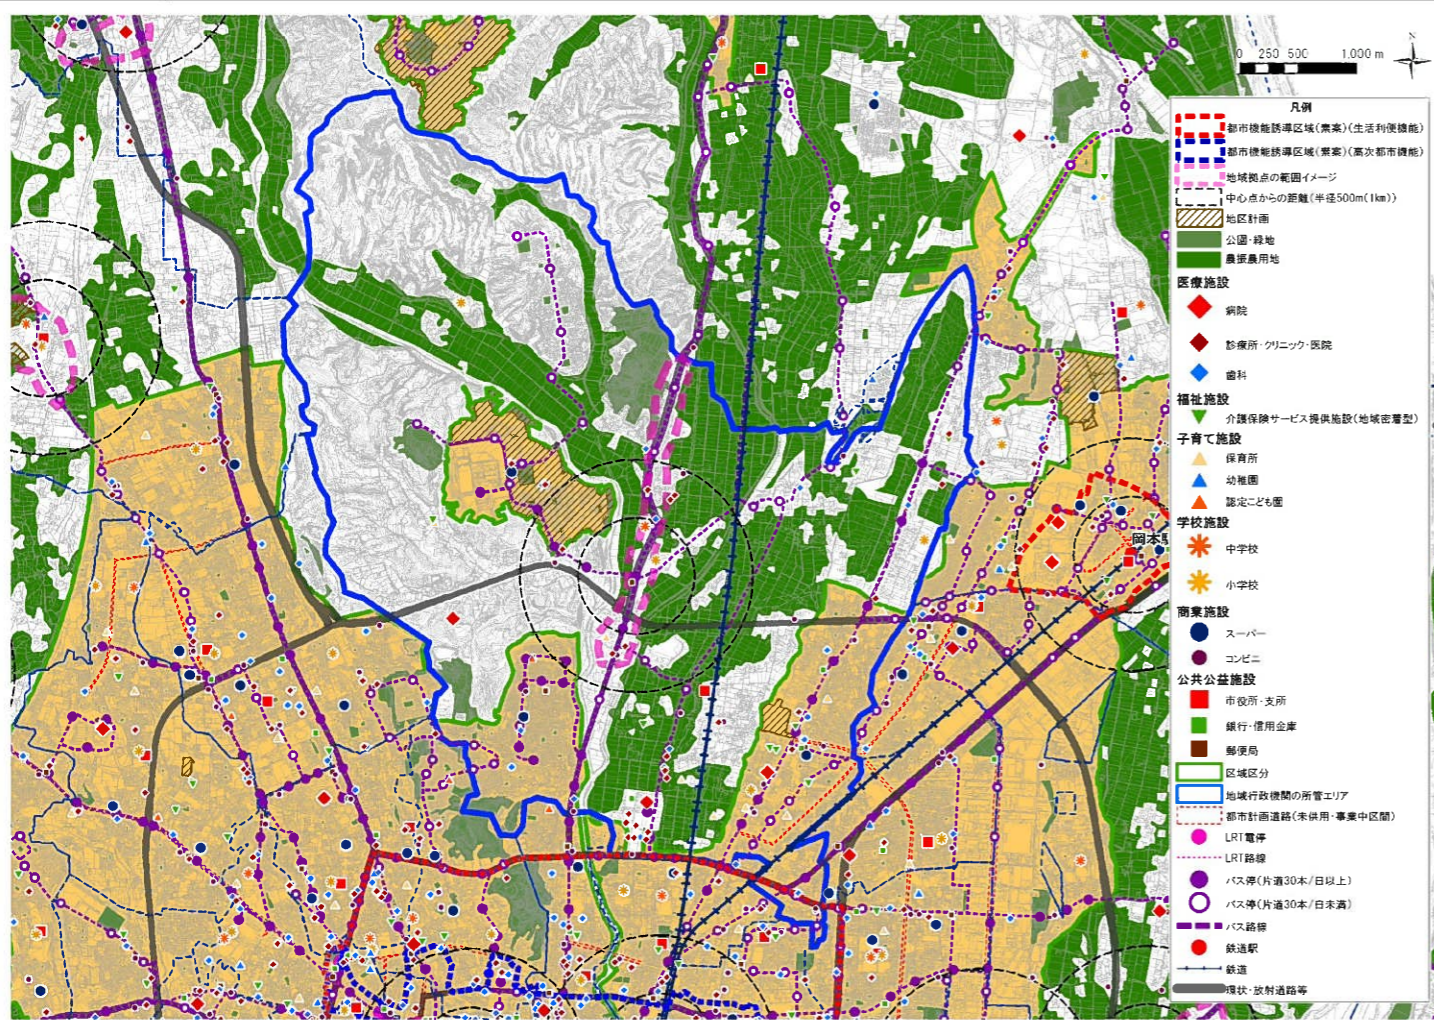 N
0 250 500 1,000 m
凡例
都市機能誘導区域(素案)(生活利便機能)
都市機能誘導区域(素案)(高次都市機能)
地域拠点の範囲イメージ
中心点からの距離(半径500m(1km))
地区計画
公園・緑地
農振農用地
医療施設
病院
診療所・クリニック・医院
歯科
福祉施設
介護保険サービス提供施設(地域密着型)
子育て施設
保育所
幼稚園
認定こども園
学校施設
中学校
小学校
商業施設
スーパー
コンビニ
公共公益施設
市役所・支所
銀行・信用金庫
郵便局
区域区分
地域行政機関の所管エリア
都市計画道路(未供用・事業中区間)
LRT電停
LRT路線
バス停(片道30本/日以上)
バス停(片道30本/日未満)
バス路線
鉄道駅
鉄道
環状・放射道路等
岡本駅